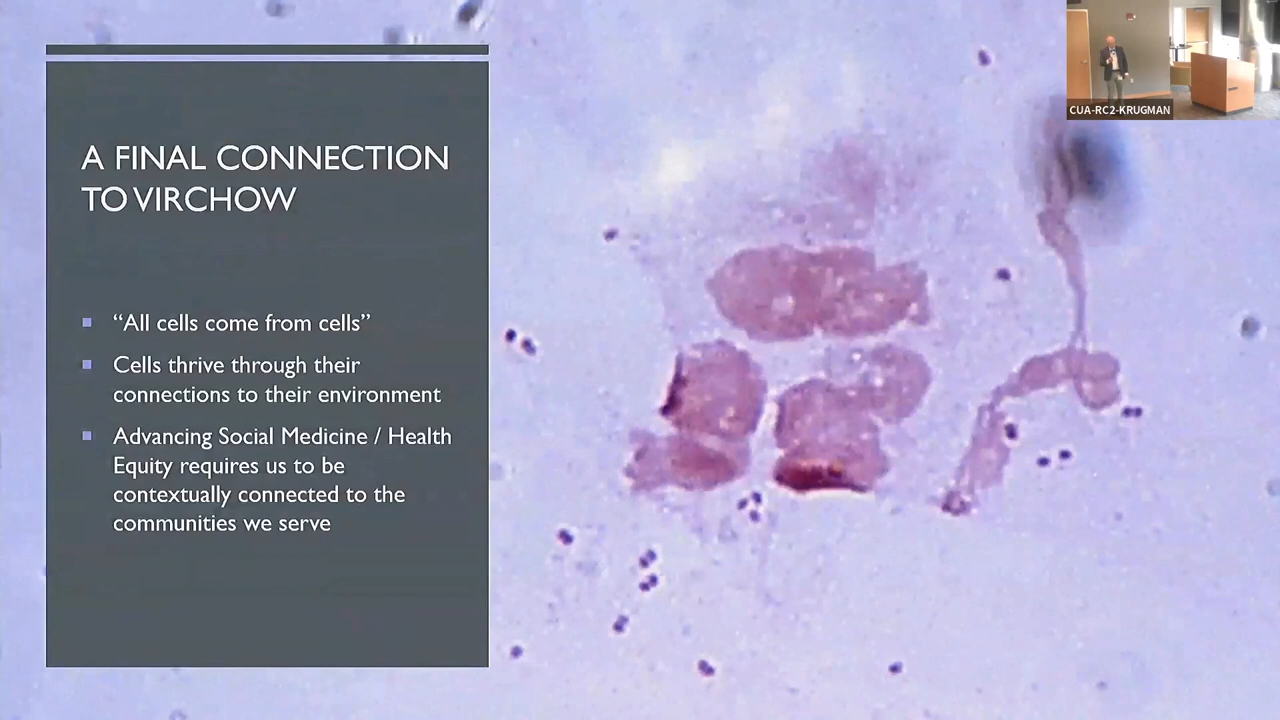 A FINAL CONNECTION
TO VIRCHOW
“All cells come from cells”
Cells thrive through their
connections to their environment
Advancing Social Medicine / Health
Equity requires us to be
contextually connected to the
communities we serve
CUA-RC2-KRUGMAN